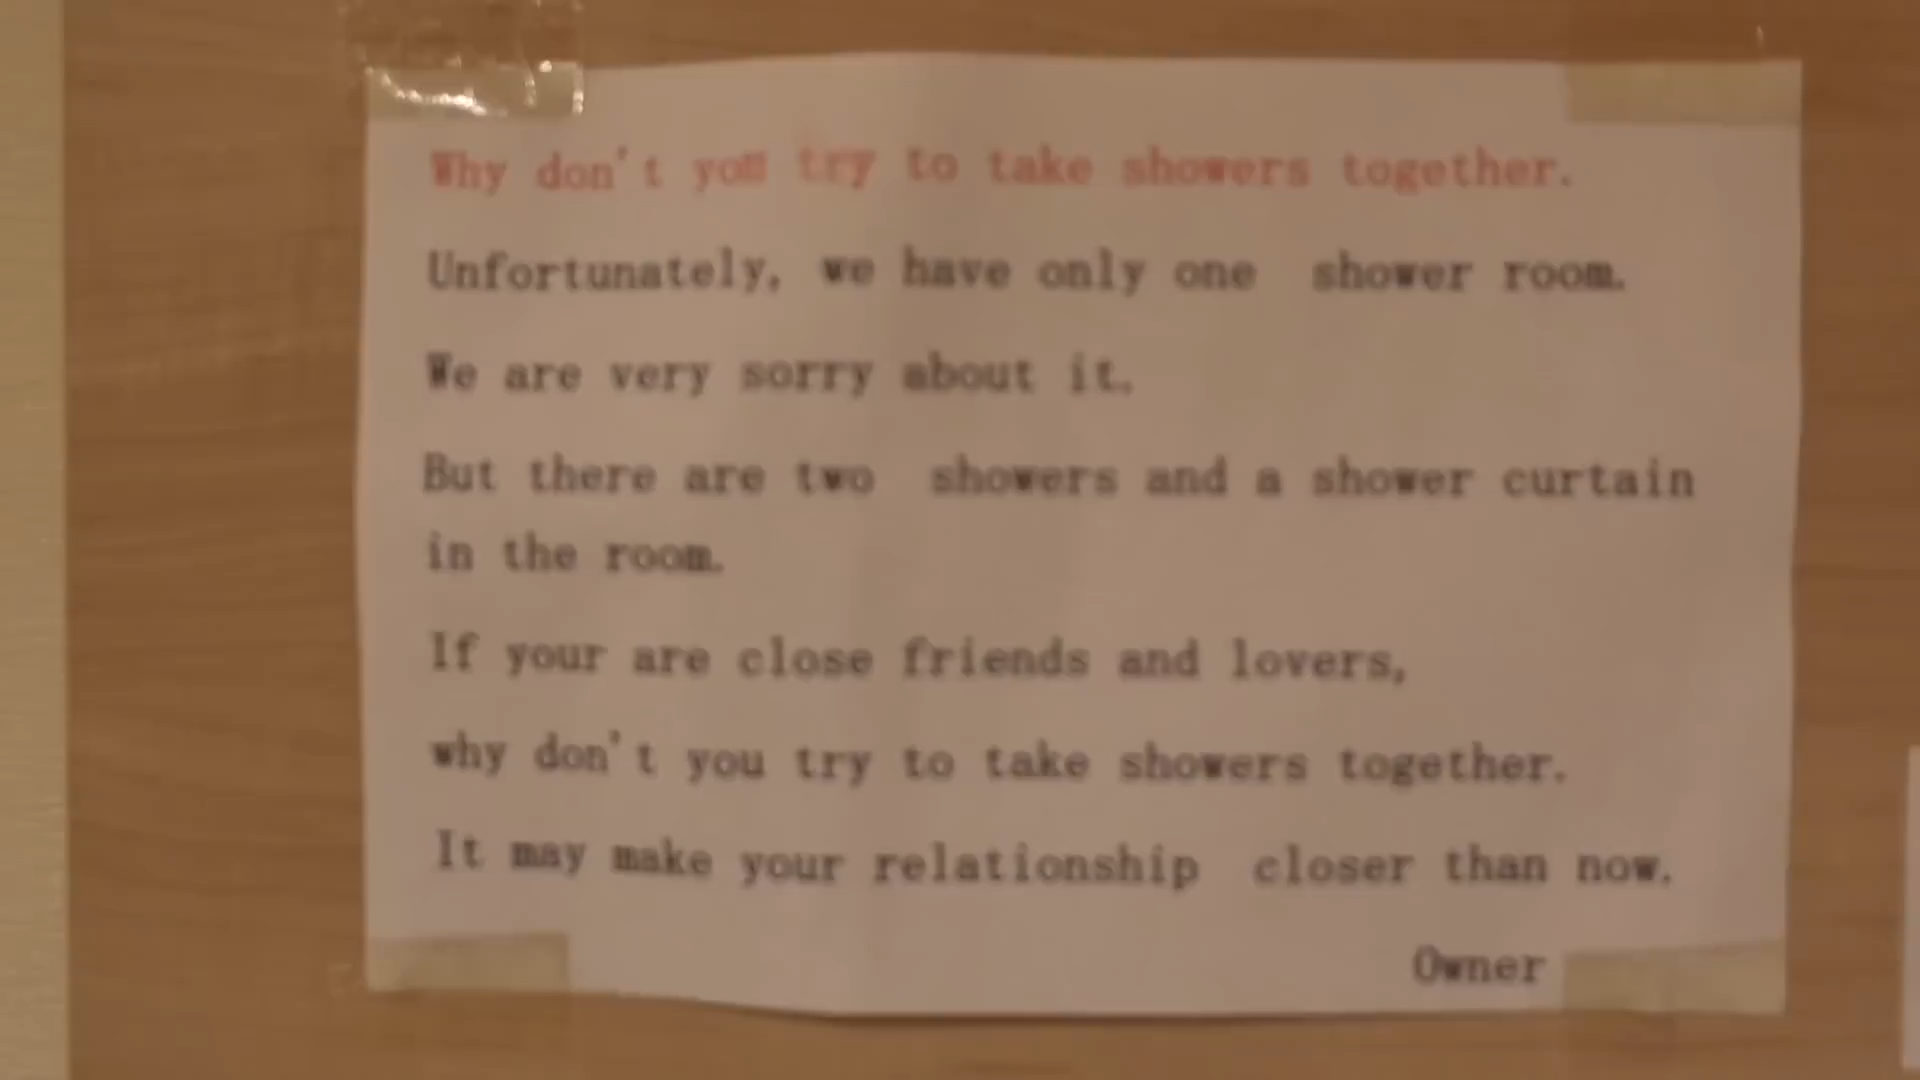 Why don't you try to take showers together.
Unfortunately, we have only one shower room.
We are very sorry about it.
But there are two showers and a shower curtain
in the room.
If your are close friends and lovers,
why don't you try to take showers together.
It may make your relationship closer than now.
Owner